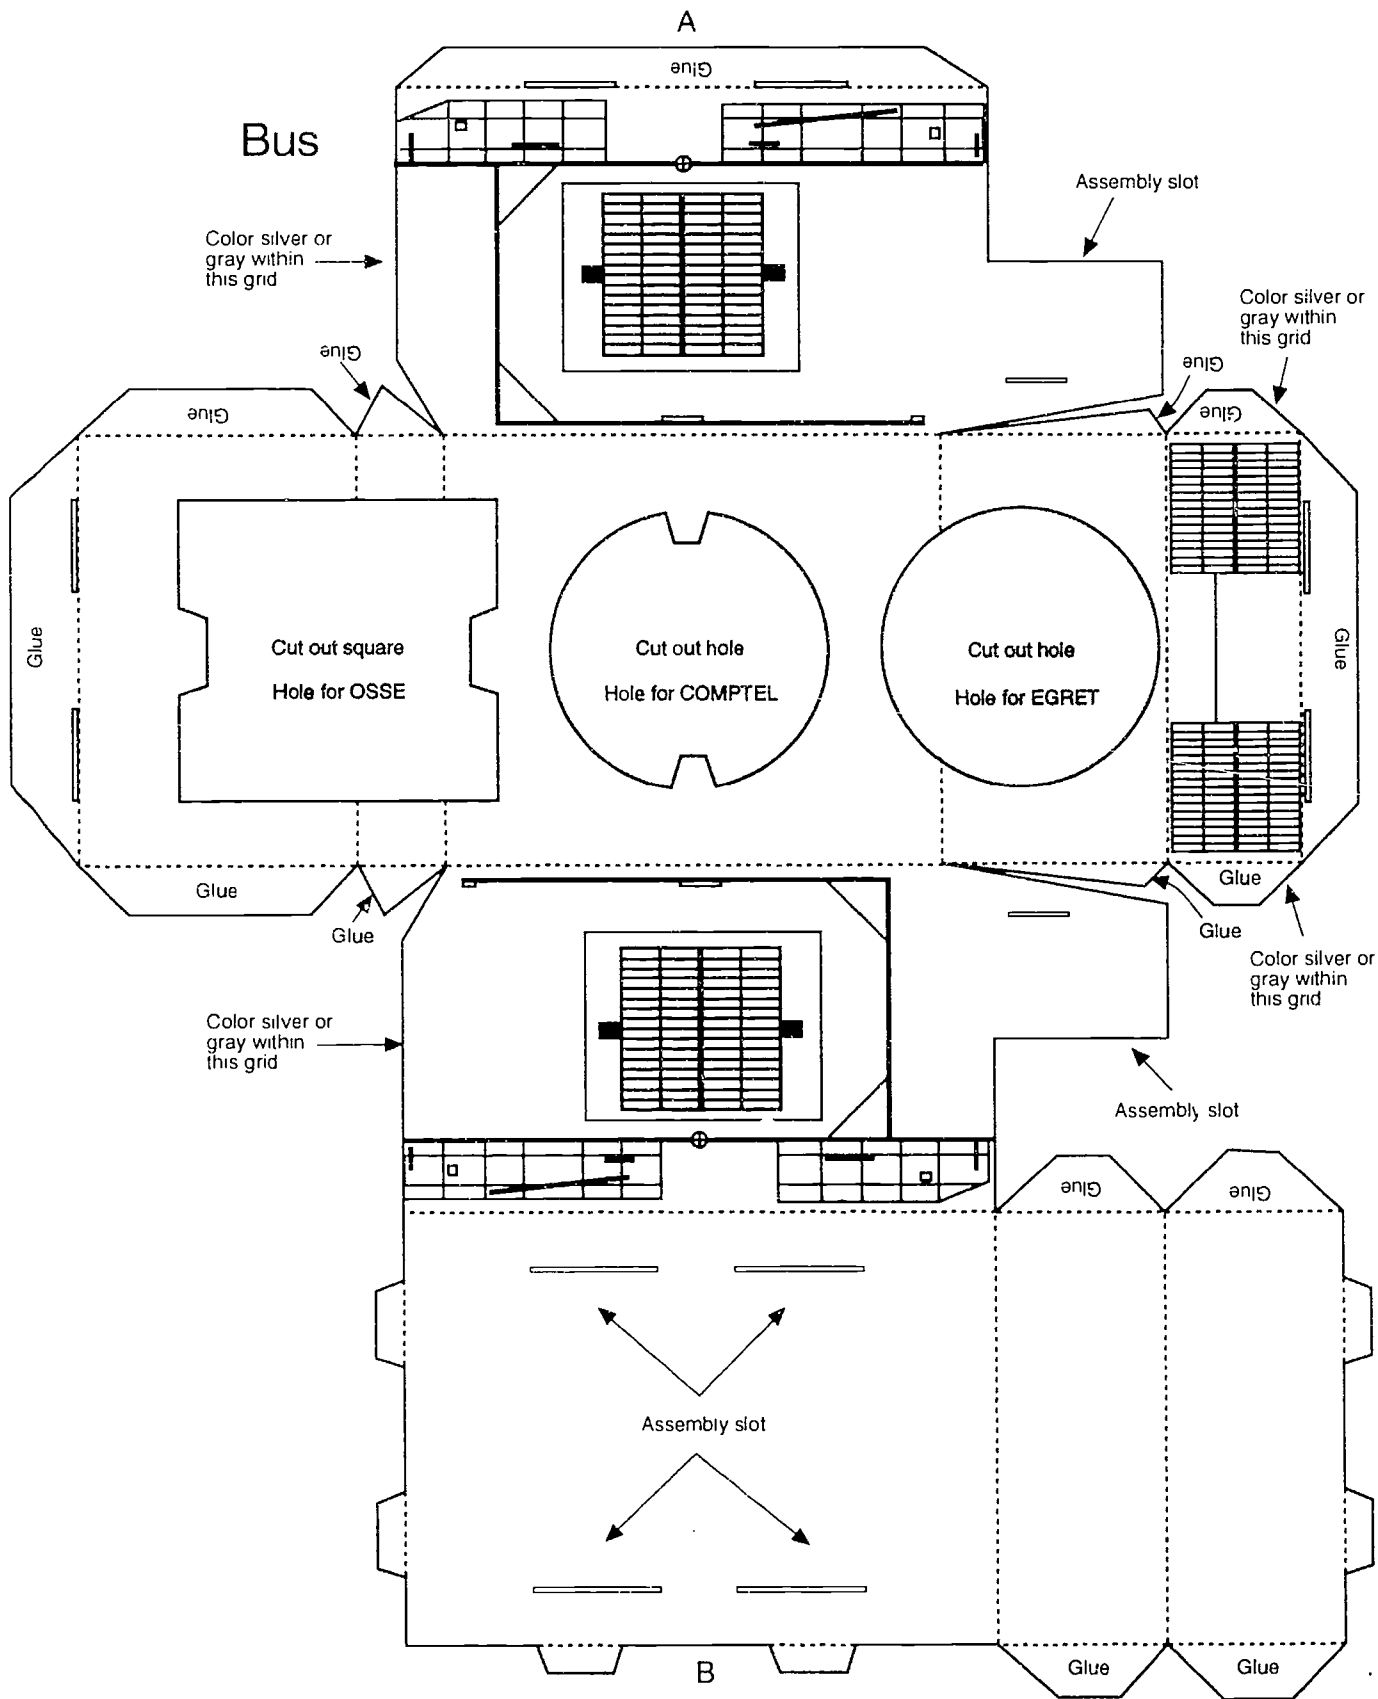 A
Glue
Bus
Assembly slot
Color silver or
gray within
this grid
Color silver or
gray within
this grid
Glue
Glue
Glue
Glue
Glue
Cut out square
Hole for OSSE
Cut out hole
Hole for COMPTEL
Cut out hole
Hole for EGRET
Glue
Glue
Glue
Glue
Glue
Color silver or
gray within
this grid
Color silver or
gray within
this grid
Assembly slot
Glue
Glue
Assembly slot
B
Glue
Glue